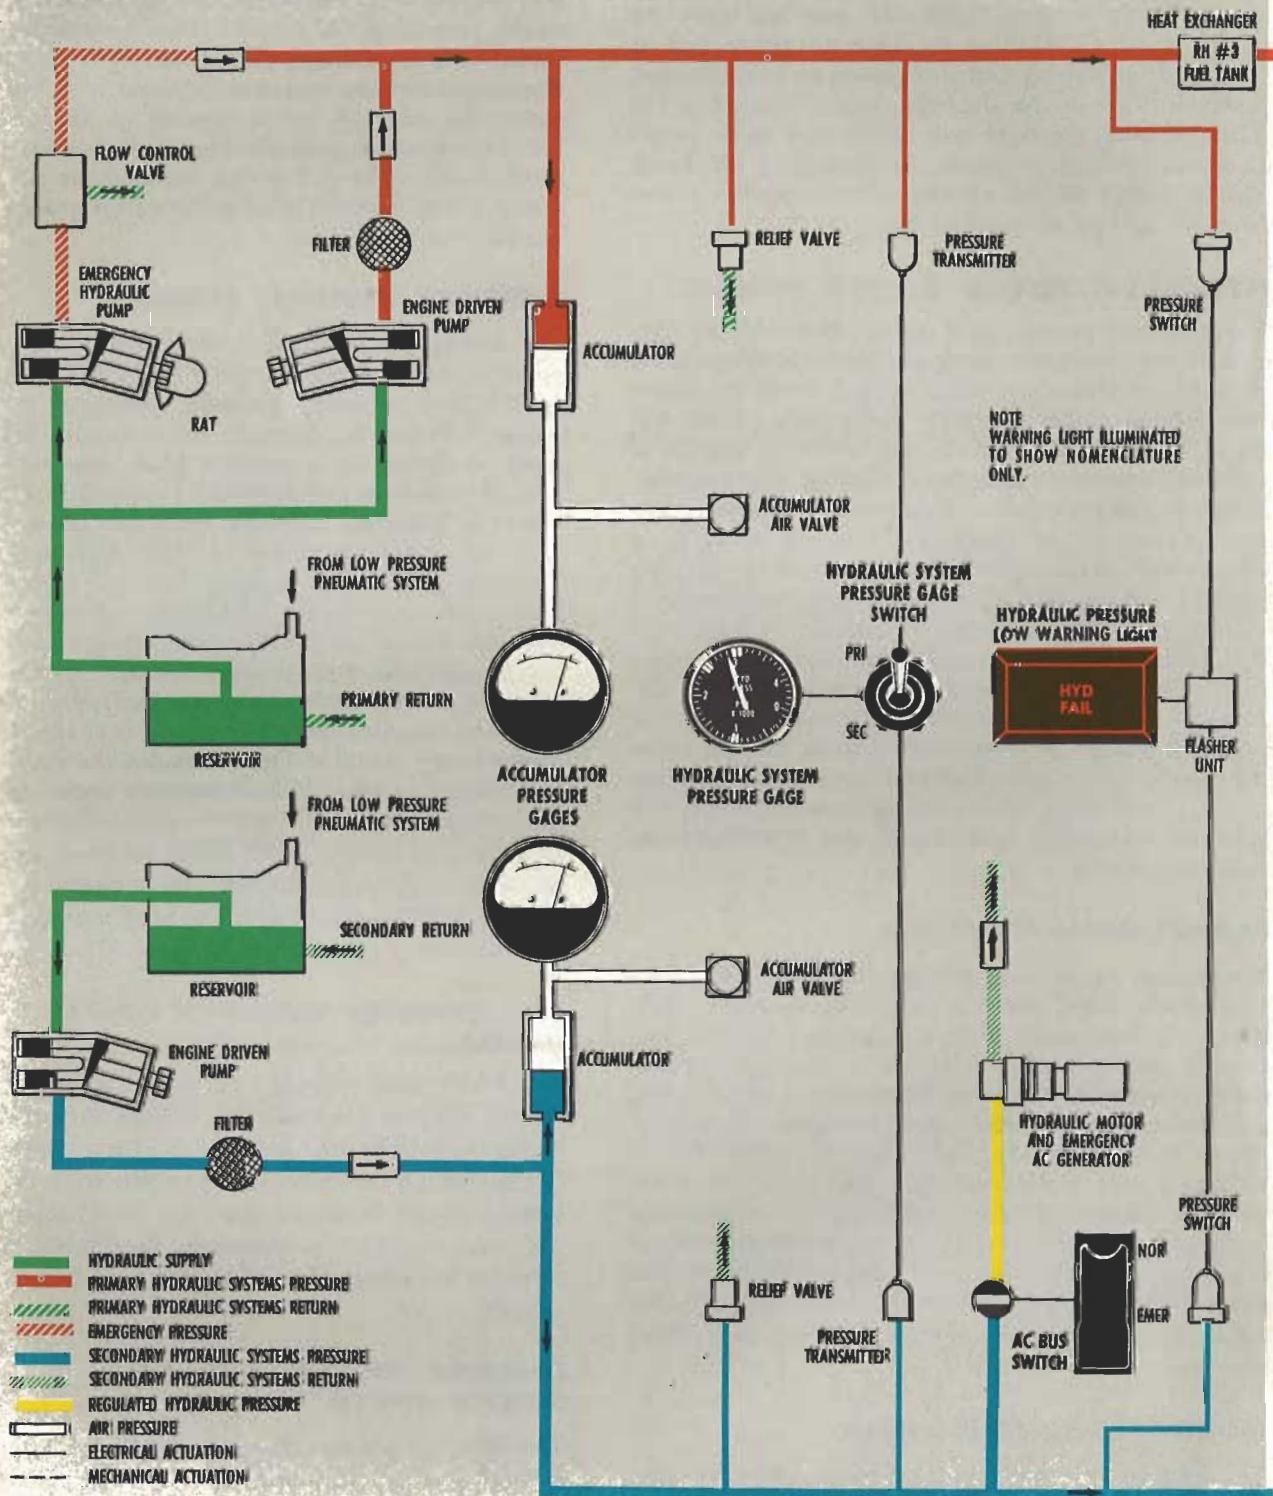 HEAT EXCHANGER
RH #3
FUEL TANK
FLOW CONTROL
VALVE
FILTER
EMERGENCY
HYDRAULIC
PUMP
ENGINE DRIVEN
PUMP
RAT
ACCUMULATOR
RELIEF VALVE
PRESSURE
TRANSMITTER
PRESSURE
SWITCH
NOTE
WARNING LIGHT ILLUMINATED
TO SHOW NOMENCLATURE
ONLY.
ACCUMULATOR
AIR VALVE
FROM LOW PRESSURE
PNEUMATIC SYSTEM
HYDRAULIC SYSTEM
PRESSURE GAGE
SWITCH
HYDRAULIC PRESSURE
LOW WARNING LIGHT
PRI
SEC
HYD
FAIL
FLASHER
UNIT
PRIMARY RETURN
RESERVOIR
ACCUMULATOR
PRESSURE
GAGES
HYDRAULIC SYSTEM
PRESSURE GAGE
2
4
0
1
PRESS
X 1000
FROM LOW PRESSURE
PNEUMATIC SYSTEM
SECONDARY RETURN
RESERVOIR
ACCUMULATOR
AIR VALVE
ENGINE DRIVEN
PUMP
ACCUMULATOR
FILTER
HYDRAULIC MOTOR
AND EMERGENCY
AC GENERATOR
PRESSURE
SWITCH
NOR
EMER
AC BUS
SWITCH
RELIEF VALVE
PRESSURE
TRANSMITTER
HYDRAULIC SUPPLY
PRIMARY HYDRAULIC SYSTEMS PRESSURE
PRIMARY HYDRAULIC SYSTEMS RETURN
EMERGENCY PRESSURE
SECONDARY HYDRAULIC SYSTEMS PRESSURE
SECONDARY HYDRAULIC SYSTEMS RETURN
REGULATED HYDRAULIC PRESSURE
AIR PRESSURE
ELECTRICAL ACTUATION
MECHANICAL ACTUATION